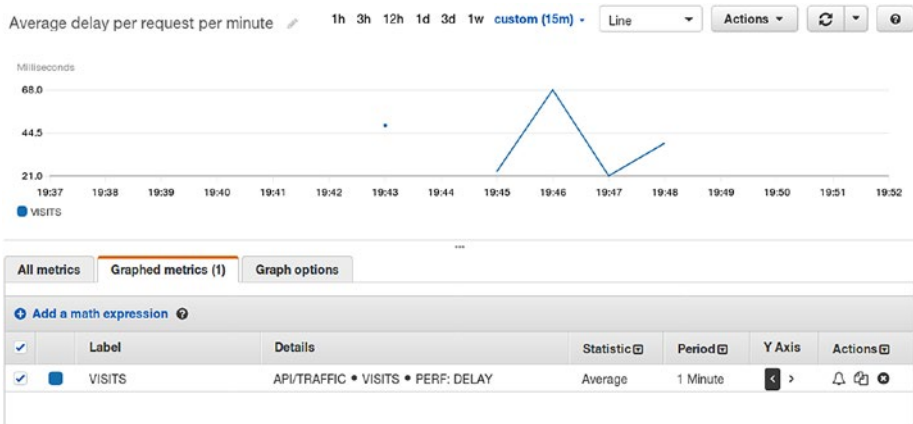 Average delay per request per minute 1h 3h 12h 1d 3d 1w custom (15m) Line Actions
Milliseconds
68.0
44.5
21.0
19:37 19:38 19:39 19:40 19:41 19:42 19:43 19:44 19:45 19:46 19:47 19:48 19:49 19:50 19:51 19:52
VISITS
All metrics Graphed metrics (1) Graph options
Add a math expression
Label Details Statistic Period Y Axis Actions
VISITS API/TRAFFIC • VISITS • PERF: DELAY Average 1 Minute